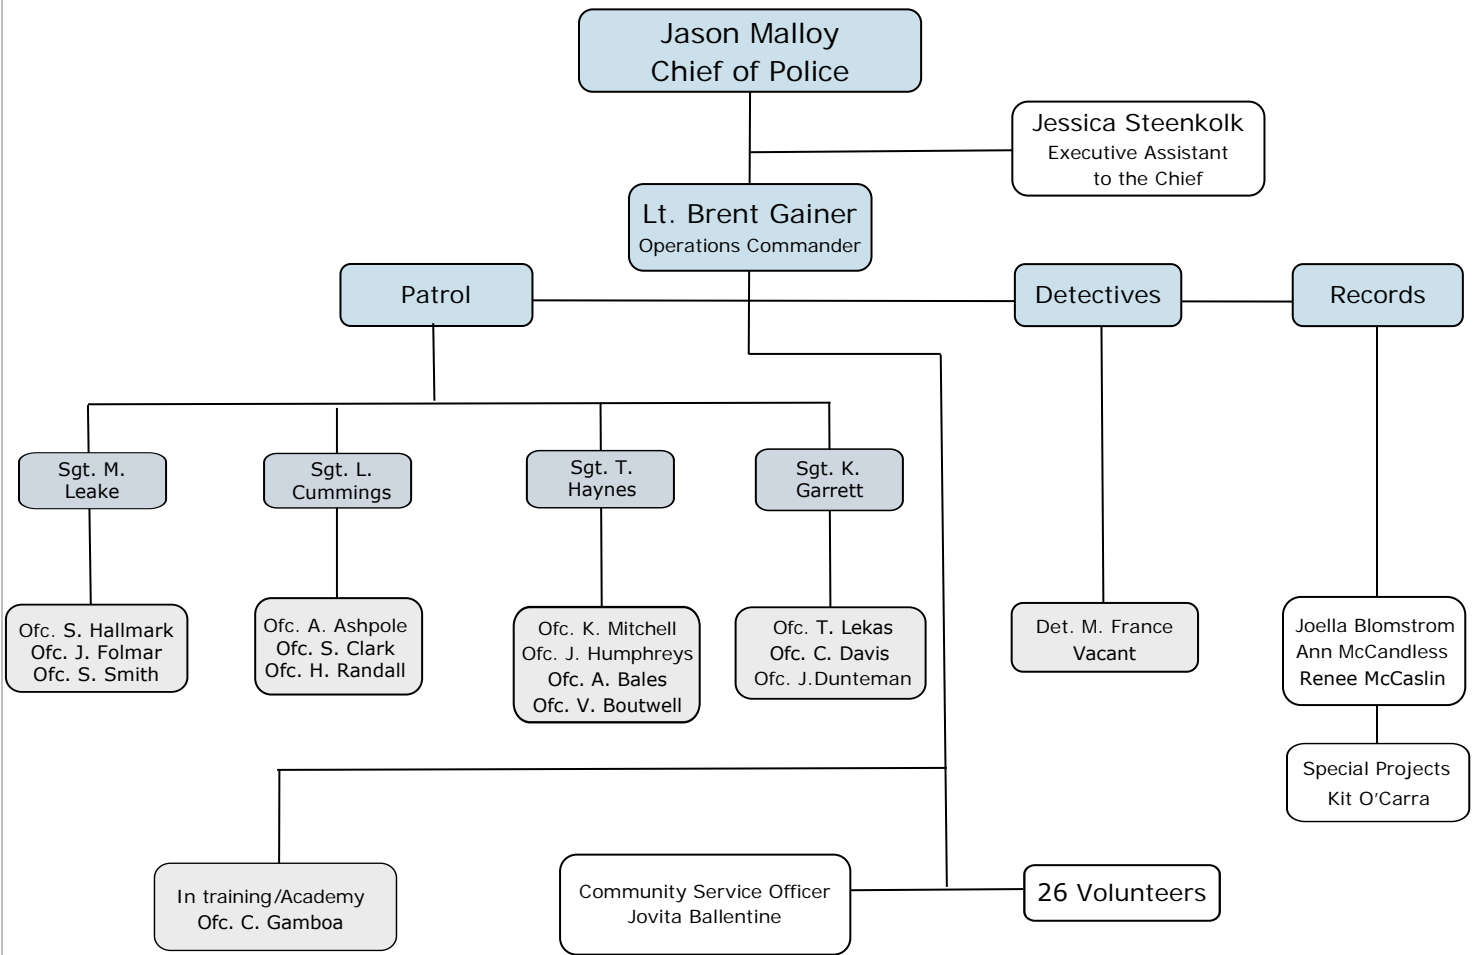 Jason Malloy
Chief of Police
Jessica Steenkolk
Executive Assistant
to the Chief
Lt. Brent Gainer
Operations Commander
Patrol
Detectives
Records
Sgt. M.
Leake
Sgt. L.
Cummings
Sgt. T.
Haynes
Sgt. K.
Garrett
Ofc. S. Hallmark
Ofc. J. Folmar
Ofc. S. Smith
Ofc. A. Ashpole
Ofc. S. Clark
Ofc. H. Randall
Ofc. K. Mitchell
Ofc. J. Humphreys
Ofc. A. Bales
Ofc. V. Boutwell
Ofc. T. Lekas
Ofc. C. Davis
Ofc. J.Dunteman
Det. M. France
Vacant
Joella Blomstrom
Ann McCandless
Renee McCaslin
Special Projects
Kit O'Carra
In training/Academy
Ofc. C. Gamboa
Community Service Officer
Jovita Ballentine
26 Volunteers